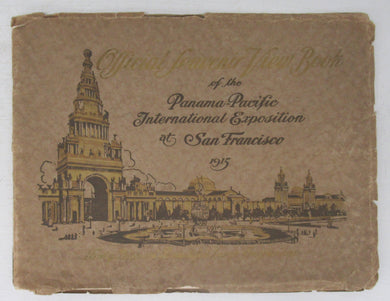 Official Souvenir View Book
of the
Panama-Pacific
International Exposition
at San Francisco
1915